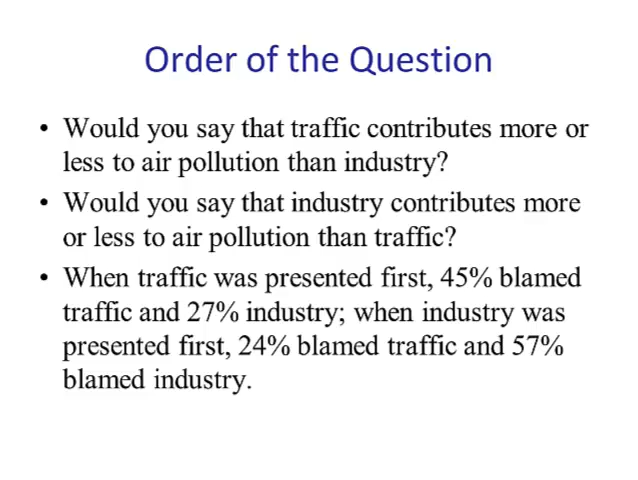 Order of the Question
• Would you say that traffic contributes more or
less to air pollution than industry?
• Would you say that industry contributes more
or less to air pollution than traffic?
• When traffic was presented first, 45% blamed
traffic and 27% industry; when industry was
presented first, 24% blamed traffic and 57%
blamed industry.